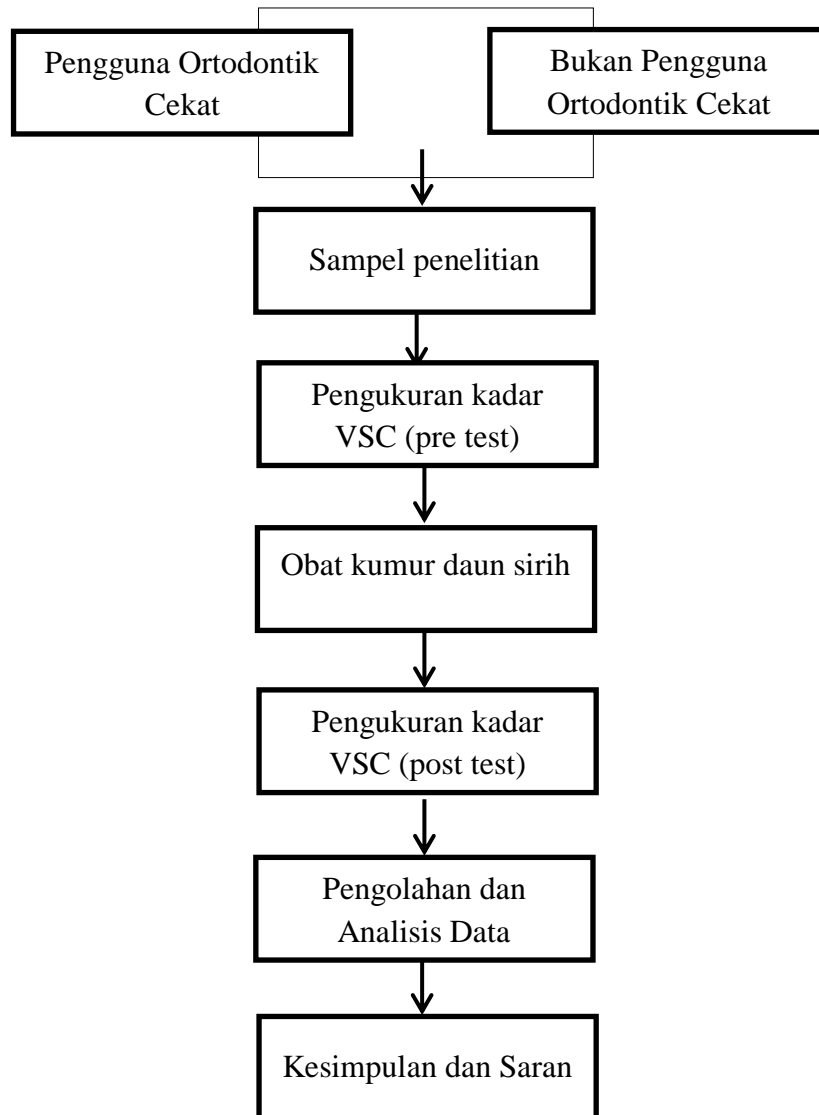 Pengguna Ortodontik
Cekat
Bukan Pengguna
Ortodontik Cekat
Sampel penelitian
Pengukuran kadar
VSC (pre test)
Obat kumur daun sirih
Pengukuran kadar
VSC (post test)
Pengolahan dan
Analisis Data
Kesimpulan dan Saran